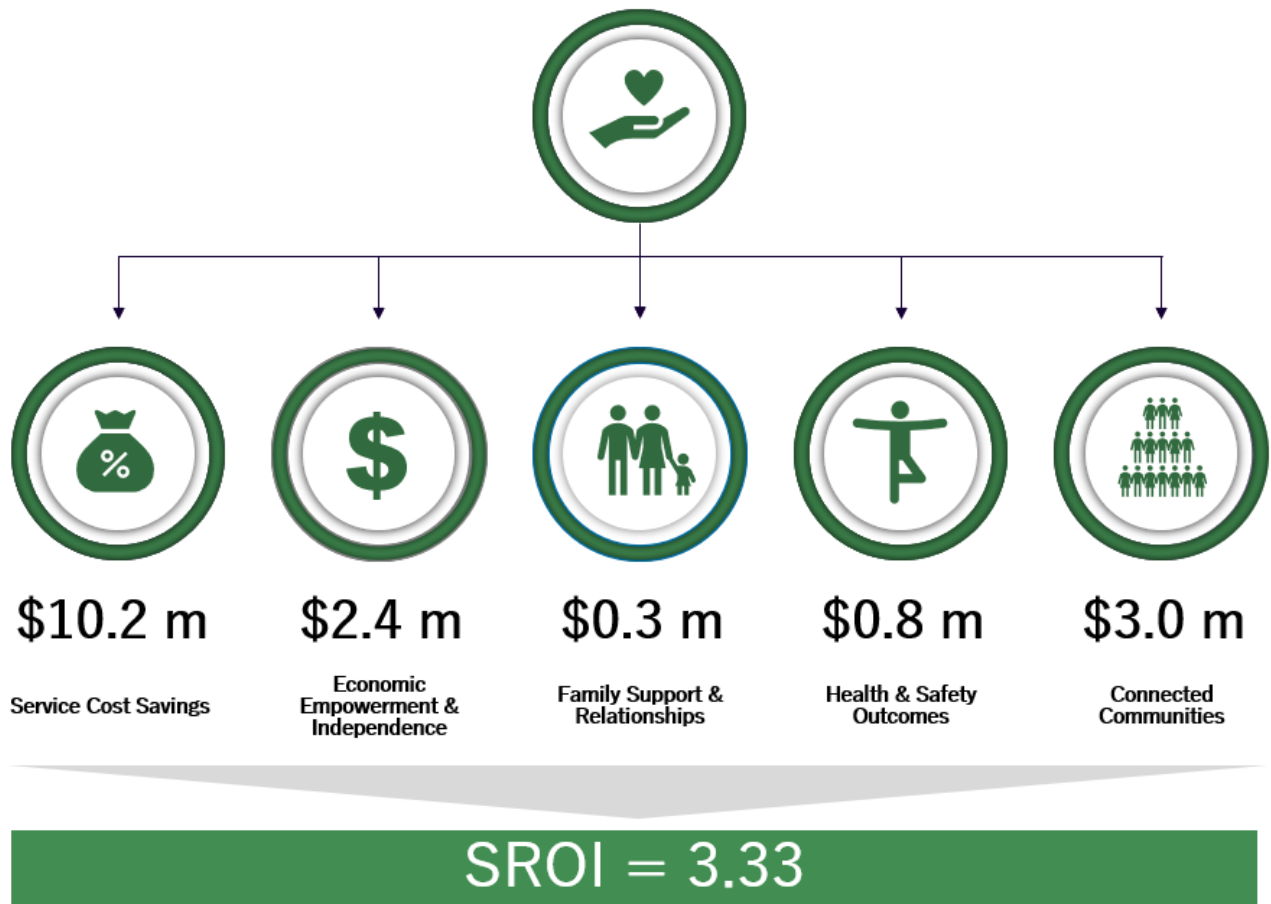 %
$
$10.2 m
$2.4 m
$0.3 m
$0.8 m
$3.0 m
Service Cost Savings
Economic
Empowerment &
Independence
Family Support &
Relationships
Health & Safety
Outcomes
Connected
Communities
SROI = 3.33